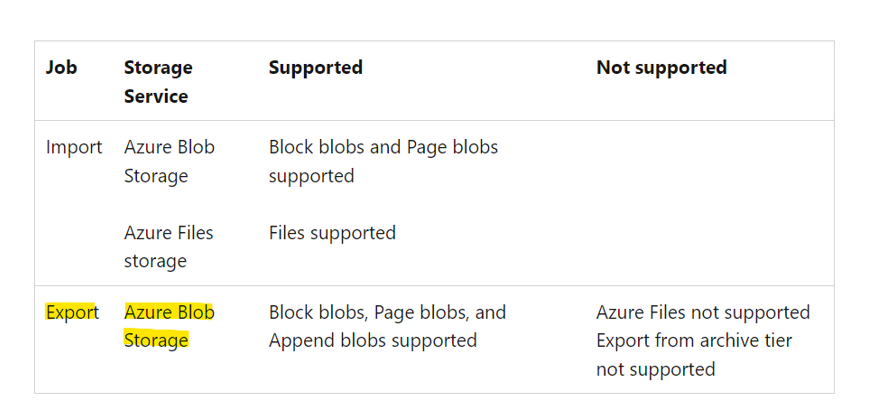 Job Storage Service Supported Not supported
Import Azure Blob Storage Block blobs and Page blobs supported
Azure Files storage Files supported
Export Azure Blob Storage Block blobs, Page blobs, and Append blobs supported Azure Files not supported Export from archive tier not supported